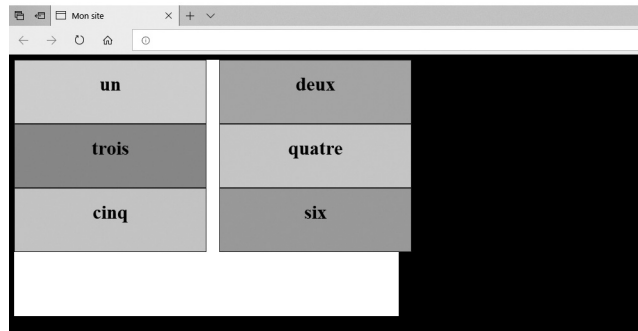 Mon site
un
deux
trois
quatre
cinq
six